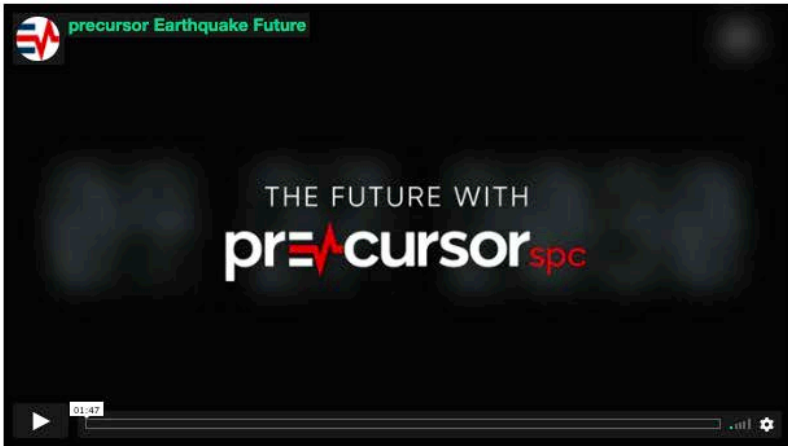 precursor Earthquake Future
THE FUTURE WITH
precursor spc
01:47